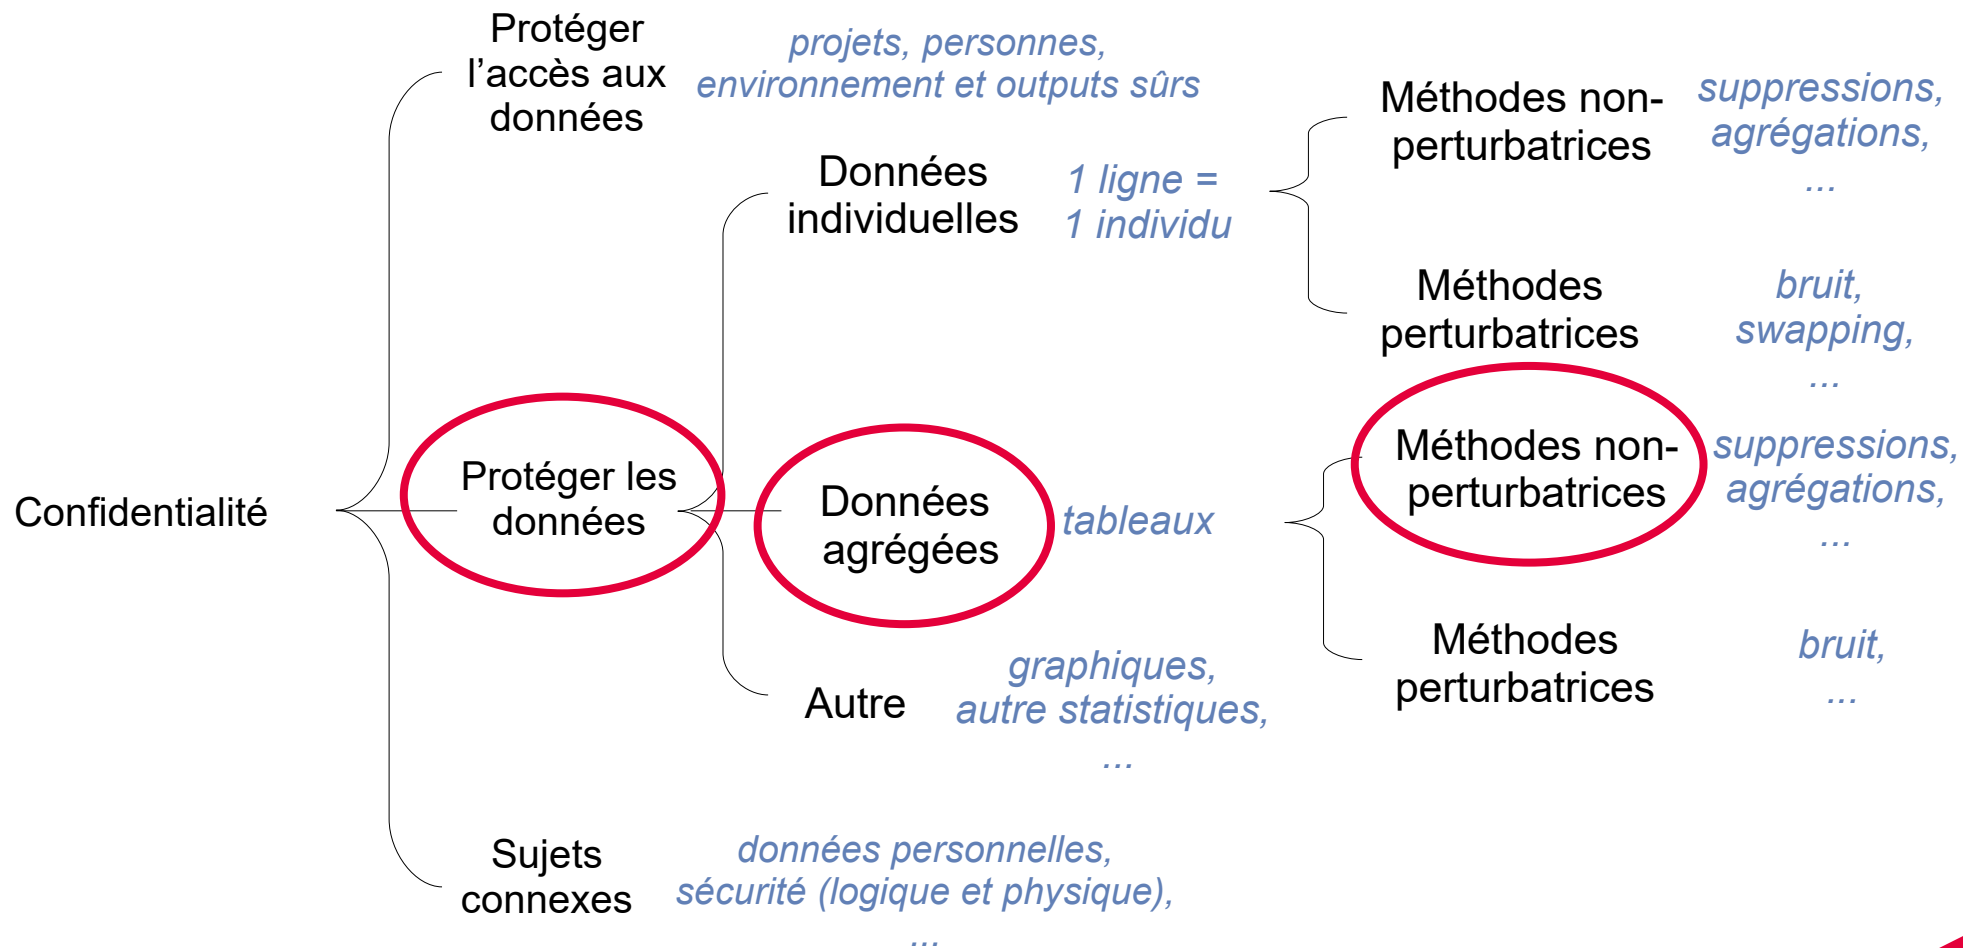 Confidentialité
Protéger
l’accès aux
données
projets, personnes,
environnement et outputs sûrs
Protéger les
données
Données
individuelles
1 ligne =
1 individu
Méthodes non-
perturbatrices
suppressions,
agrégations,
...
Méthodes
perturbatrices
bruit,
swapping,
...
Données
agrégées
tableaux
Méthodes non-
perturbatrices
suppressions,
agrégations,
...
Méthodes
perturbatrices
bruit,
...
Autre
graphiques,
autre statistiques,
...
Sujets
connexes
données personnelles,
sécurité (logique et physique),
...